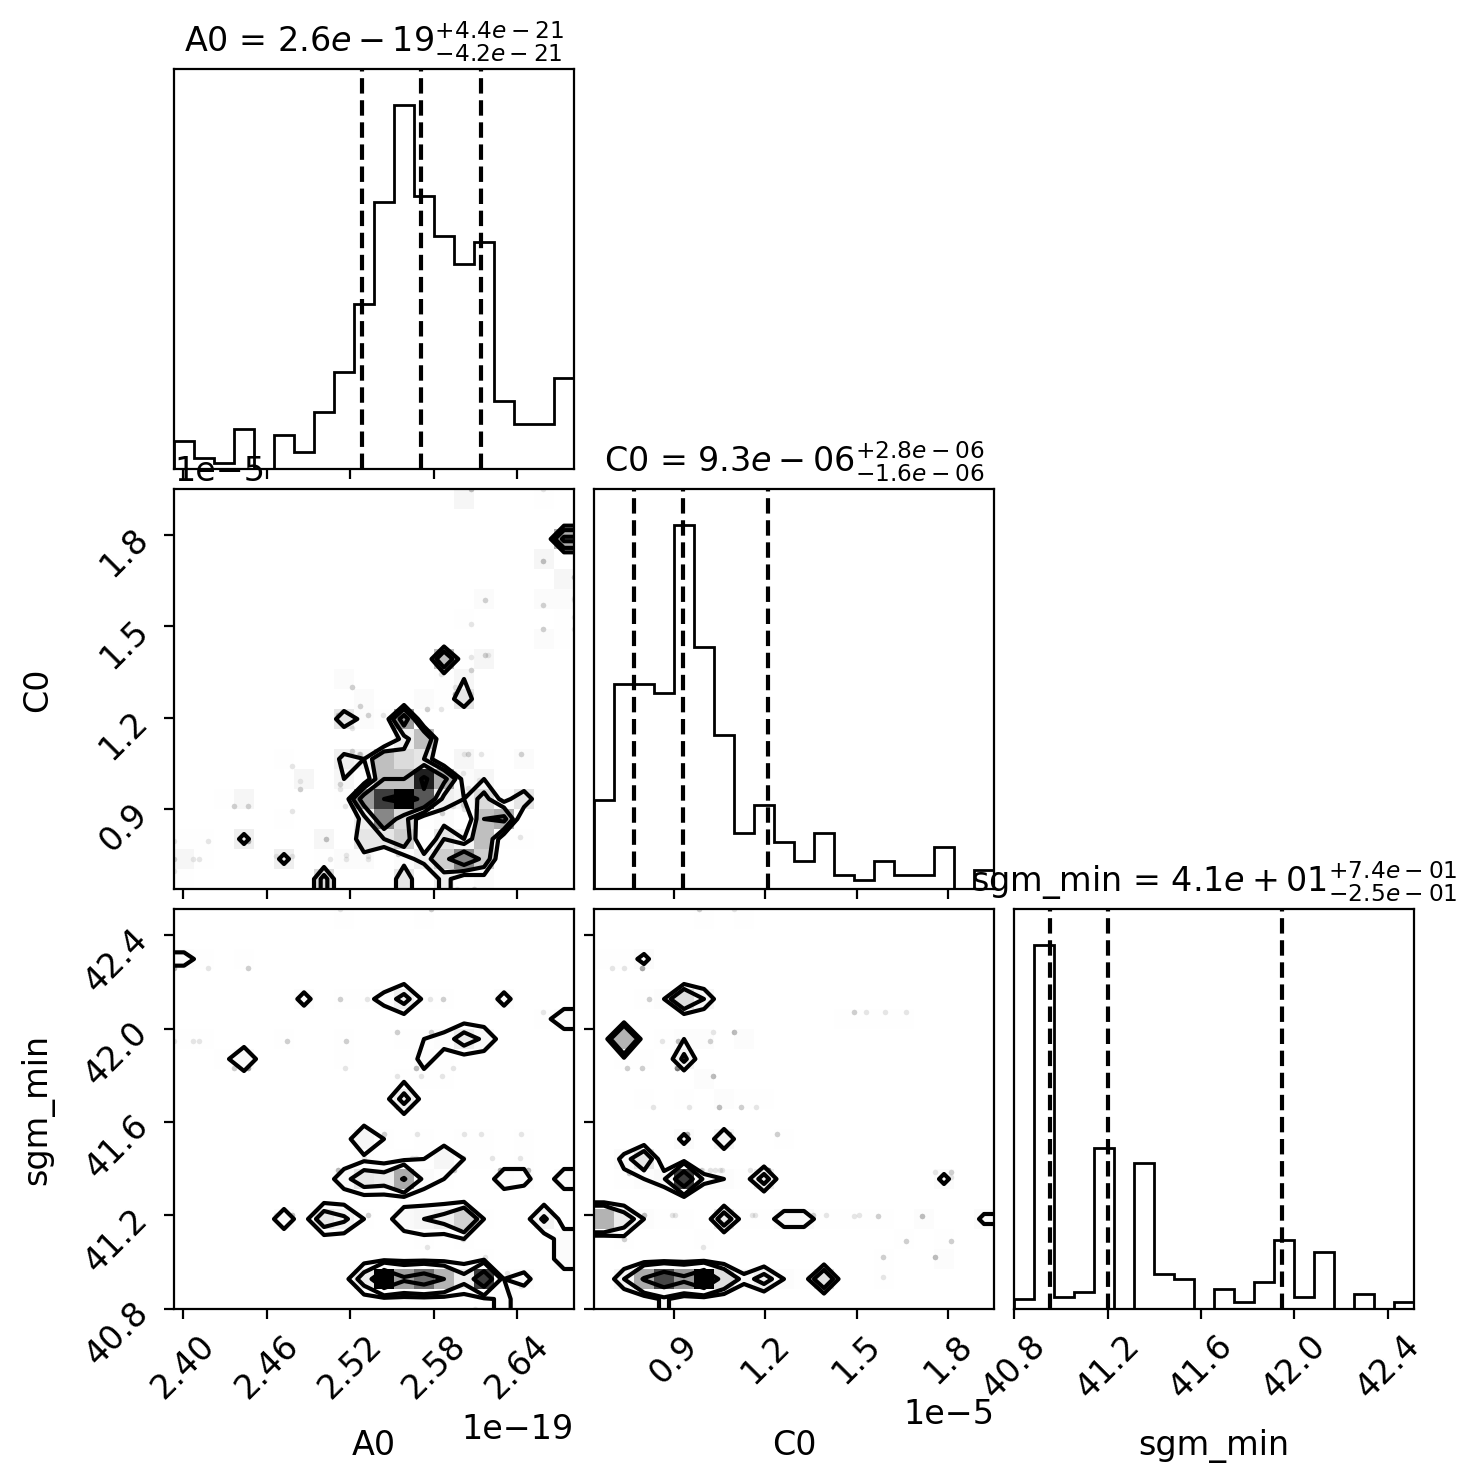 A0 = 2.6e − 19 +4.4e − 21 −4.2e − 21
1e−5
C0 = 9.3e − 06 +2.8e − 06 −1.6e − 06
1.8
1.5
1.2
0.9
C0
sgm_min = 4.1e + 01 +7.4e − 01 −2.5e − 01
42.4
42.0
41.6
41.2
40.8
sgm_min
2.40 2.46 2.52 2.58 2.64
0.9 1.2 1.5 1.8
40.8 41.2 41.6 42.0 42.4
1e−19
1e−5
A0
C0
sgm_min